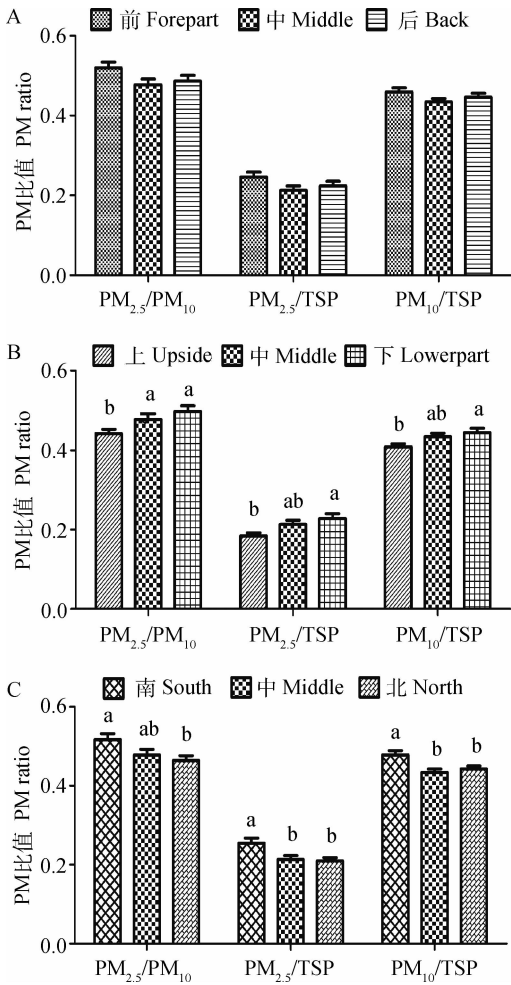 A
前 Forepart 中 Middle 后 Back
PM比值 PM ratio
0.6
0.4
0.2
0.0
PM2.5/PM10 PM2.5/TSP PM10/TSP
B
上 Upside 中 Middle 下 Lowerpart
PM比值 PM ratio
0.6
0.4
0.2
0.0
b a a
b ab a
b ab a
PM2.5/PM10 PM2.5/TSP PM10/TSP
C
南 South 中 Middle 北 North
PM比值 PM ratio
0.6
0.4
0.2
0.0
a ab b
a b b
a b b
PM2.5/PM10 PM2.5/TSP PM10/TSP